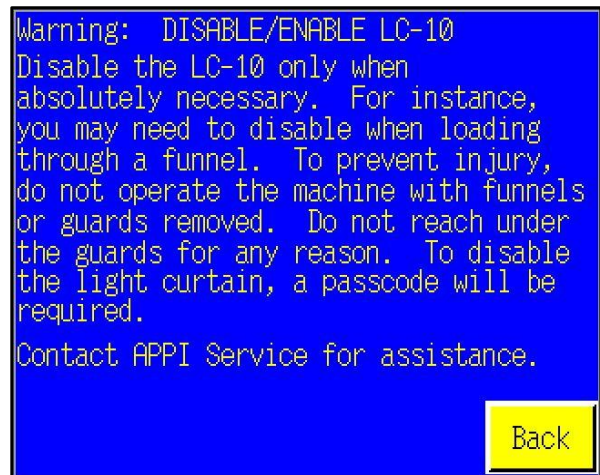 Warning:  DISABLE/ENABLE LC-10
Disable the LC-10 only when
absolutely necessary.  For instance,
you may need to disable when loading
through a funnel.  To prevent injury,
do not operate the machine with funnels
or guards removed.  Do not reach under
the guards for any reason.  To disable
the light curtain, a passcode will be
required.
Contact APPI Service for assistance.
Back